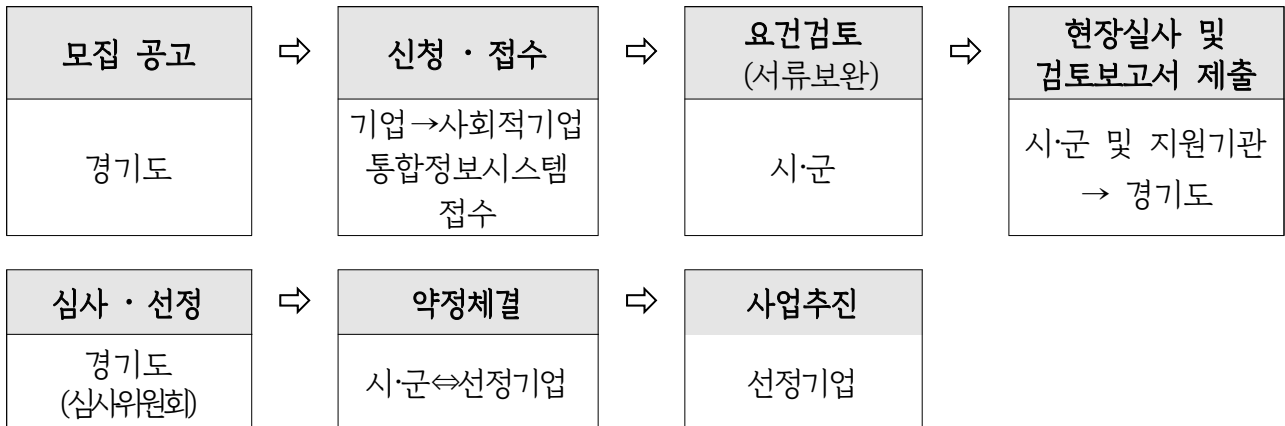 모집 공고
⇨
신청 · 접수
⇨
요건검토
(서류보완)
⇨
현장실사 및
검토보고서 제출
경기도
기업→사회적기업
통합정보시스템
접수
시·군
시·군 및 지원기관
→ 경기도
심사 · 선정
⇨
약정체결
⇨
사업추진
경기도
(심사위원회)
시·군⇔선정기업
선정기업